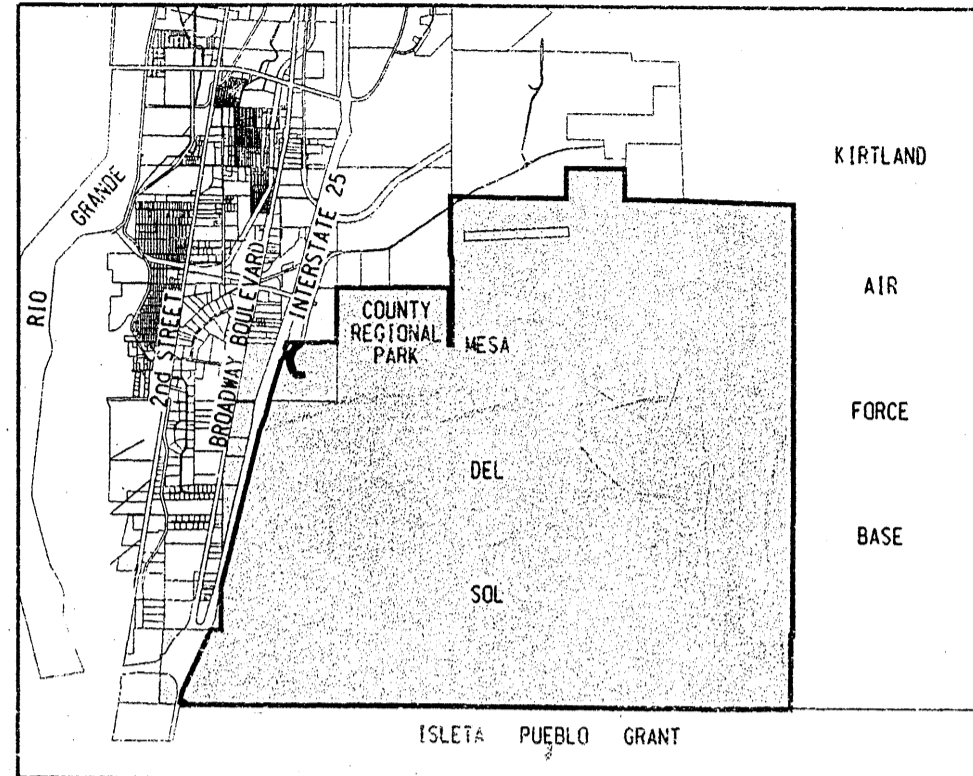 KIRTLAND
AIR
FORCE
BASE
RIO
GRANDE
2nd STREET
BROADWAY BOULEVARD
INTERSTATE 25
COUNTY
REGIONAL
PARK
MESA
DEL
SOL
ISLETA PUEBLO GRANT